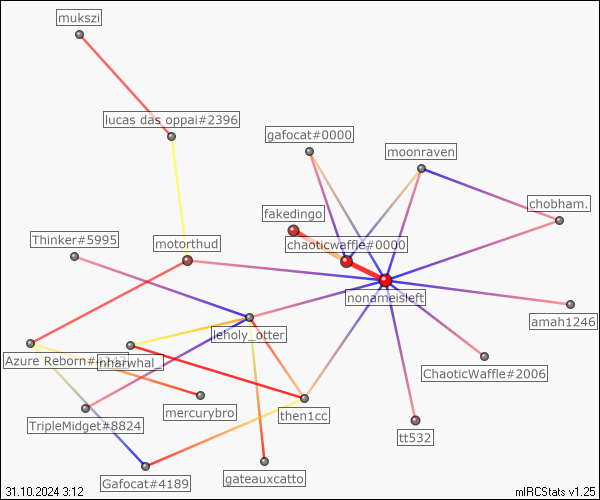 mukszi
lucas das oppai#2396
gafocat#0000
moonraven
chobham.
fakedingo
Thinker#5995
motorthud
chaoticwaffle#0000
nonameisleft
amah1246
leholy_otter
Azure Reborn#
nharwhal_
ChaoticWaffle#2006
mercurybro
then1cc
TripleMidget#8824
tt532
gateauxcatto
Gafocat#4189
31.10.2024 3:12
mIRCStats v1.25